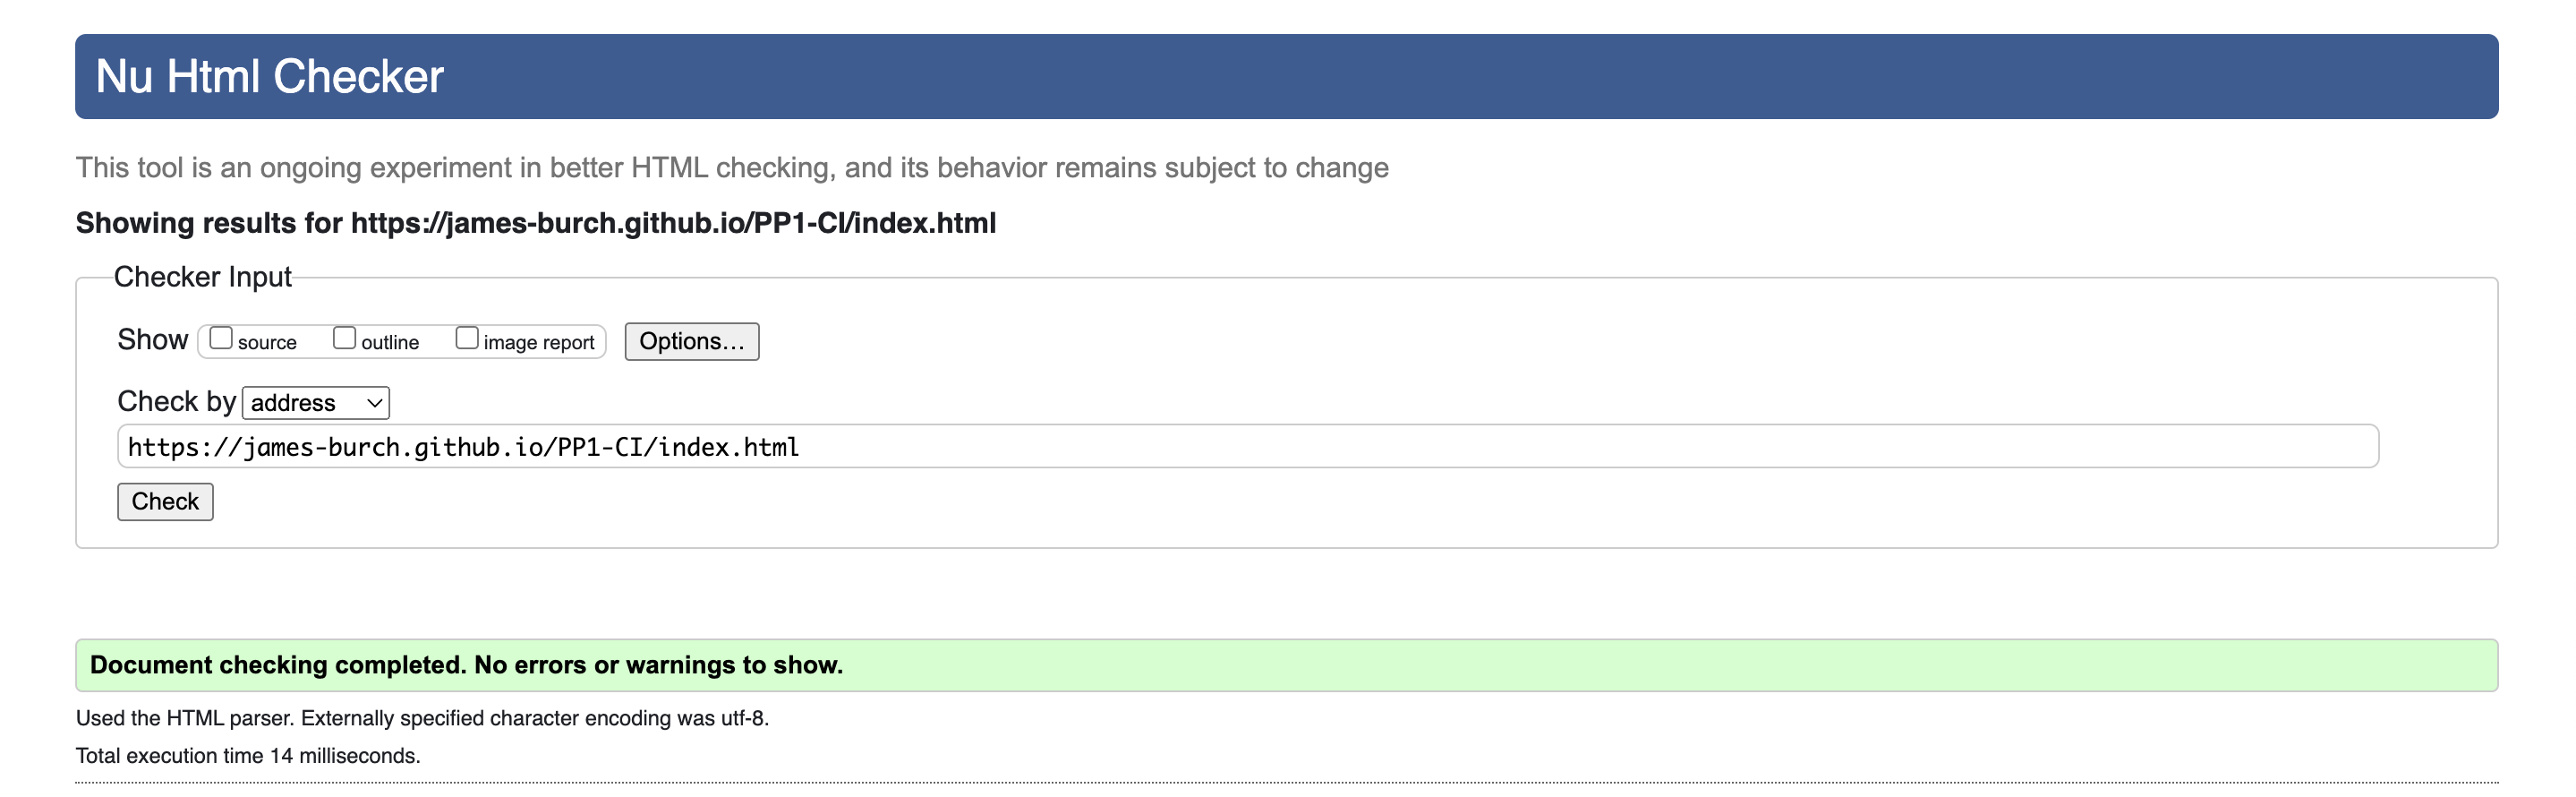 Nu Html Checker
This tool is an ongoing experiment in better HTML checking, and its behavior remains subject to change
Showing results for https://james-burch.github.io/PP1-CI/index.html
Checker Input
Show source outline image report Options...
Check by address
https://james-burch.github.io/PP1-CI/index.html
Check
Document checking completed. No errors or warnings to show.
Used the HTML parser. Externally specified character encoding was utf-8.
Total execution time 14 milliseconds.